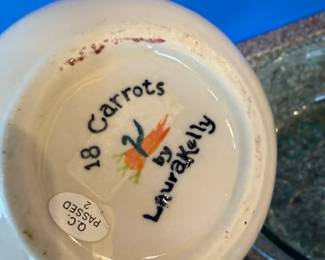 18 Carrots
by
Laura Kelly
Q.C.
PASSED
2